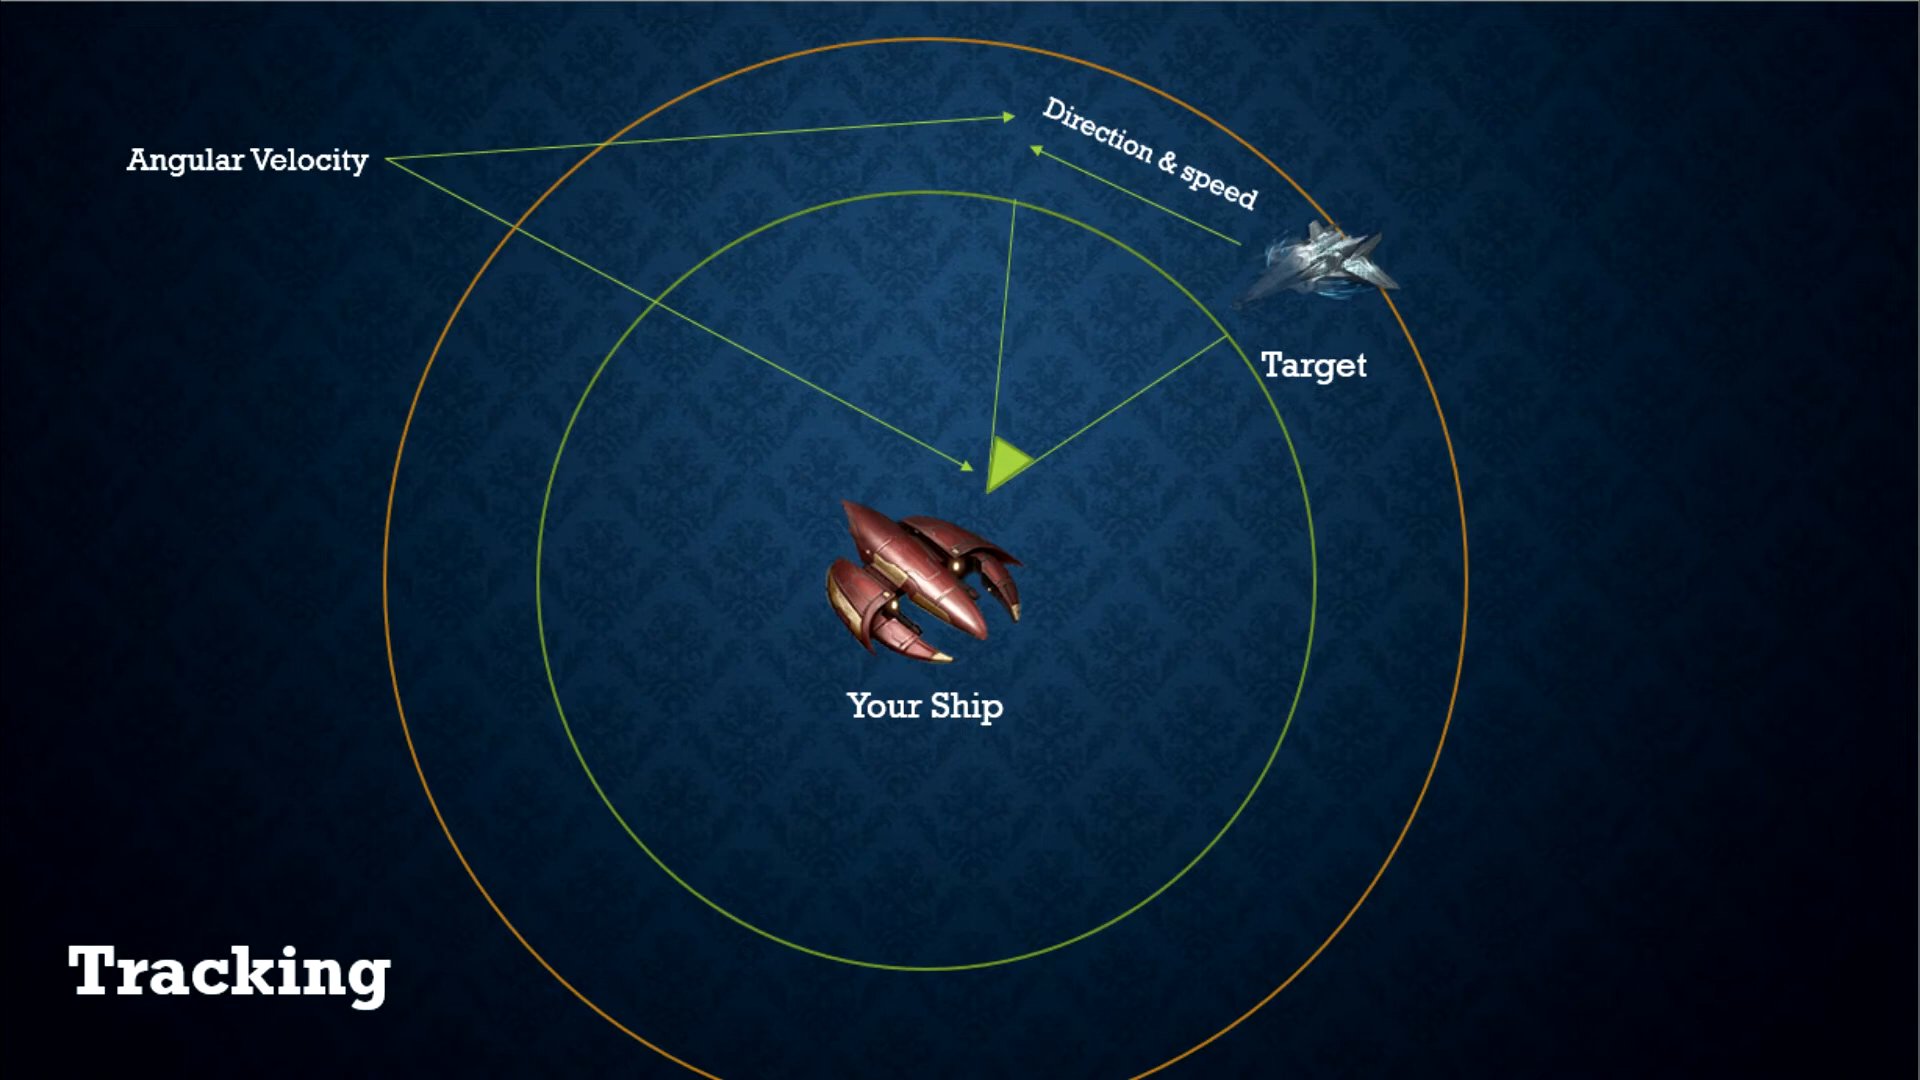 Direction & speed
Angular Velocity
Target
Your Ship
Tracking